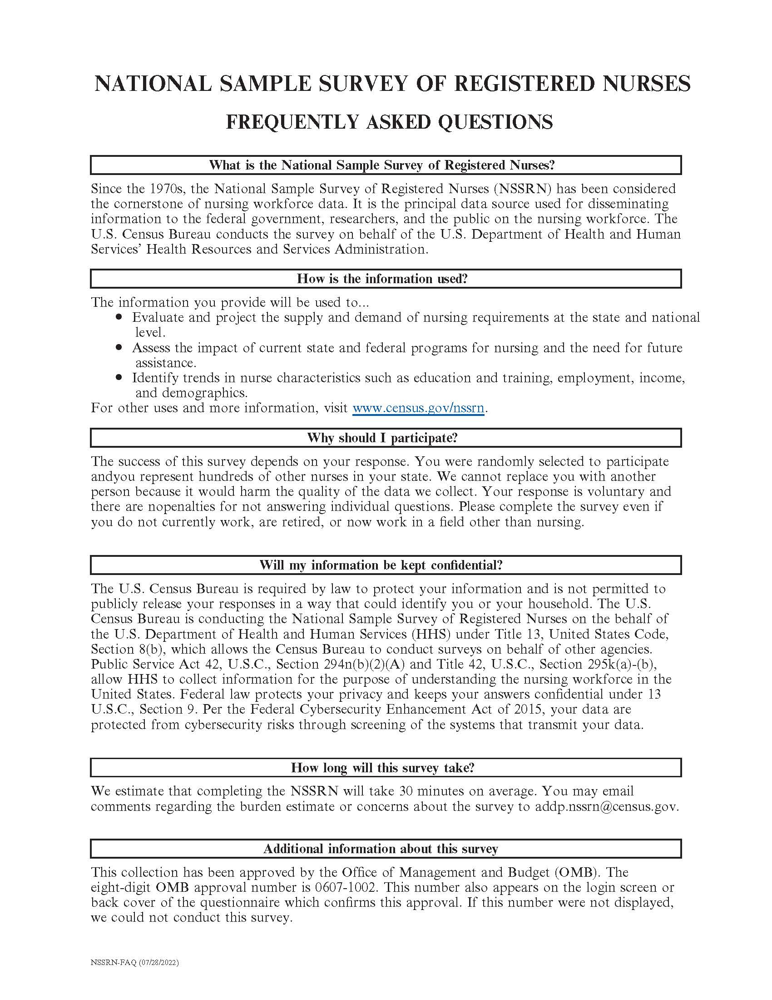 NATIONAL SAMPLE SURVEY OF REGISTERED NURSES
FREQUENTLY ASKED QUESTIONS
What is the National Sample Survey of Registered Nurses?
Since the 1970s, the National Sample Survey of Registered Nurses (NSSRN) has been considered
the cornerstone of nursing workforce data. It is the principal data source used for disseminating
information to the federal government, researchers, and the public on the nursing workforce. The
U.S. Census Bureau conducts the survey on behalf of the U.S. Department of Health and Human
Services’ Health Resources and Services Administration.
How is the information used?
The information you provide will be used to...
• Evaluate and project the supply and demand of nursing requirements at the state and national
level.
• Assess the impact of current state and federal programs for nursing and the need for future
assistance.
• Identify trends in nurse characteristics such as education and training, employment, income,
and demographics.
For other uses and more information, visit www.census.gov/nssrn.
Why should I participate?
The success of this survey depends on your response. You were randomly selected to participate
andyou represent hundreds of other nurses in your state. We cannot replace you with another
person because it would harm the quality of the data we collect. Your response is voluntary and
there are nopenalties for not answering individual questions. Please complete the survey even if
you do not currently work, are retired, or now work in a field other than nursing.
Will my information be kept confidential?
The U.S. Census Bureau is required by law to protect your information and is not permitted to
publicly release your responses in a way that could identify you or your household. The U.S.
Census Bureau is conducting the National Sample Survey of Registered Nurses on the behalf of
the U.S. Department of Health and Human Services (HHS) under Title 13, United States Code,
Section 8(b), which allows the Census Bureau to conduct surveys on behalf of other agencies.
Public Service Act 42, U.S.C., Section 294n(b)(2)(A) and Title 42, U.S.C., Section 295k(a)-(b),
allow HHS to collect information for the purpose of understanding the nursing workforce in the
United States. Federal law protects your privacy and keeps your answers confidential under 13
U.S.C., Section 9. Per the Federal Cybersecurity Enhancement Act of 2015, your data are
protected from cybersecurity risks through screening of the systems that transmit your data.
How long will this survey take?
We estimate that completing the NSSRN will take 30 minutes on average. You may email
comments regarding the burden estimate or concerns about the survey to addp.nssrn@census.gov.
Additional information about this survey
This collection has been approved by the Office of Management and Budget (OMB). The
eight-digit OMB approval number is 0607-1002. This number also appears on the login screen or
back cover of the questionnaire which confirms this approval. If this number were not displayed,
we could not conduct this survey.
NSSRN-FAQ (07/28/2022)